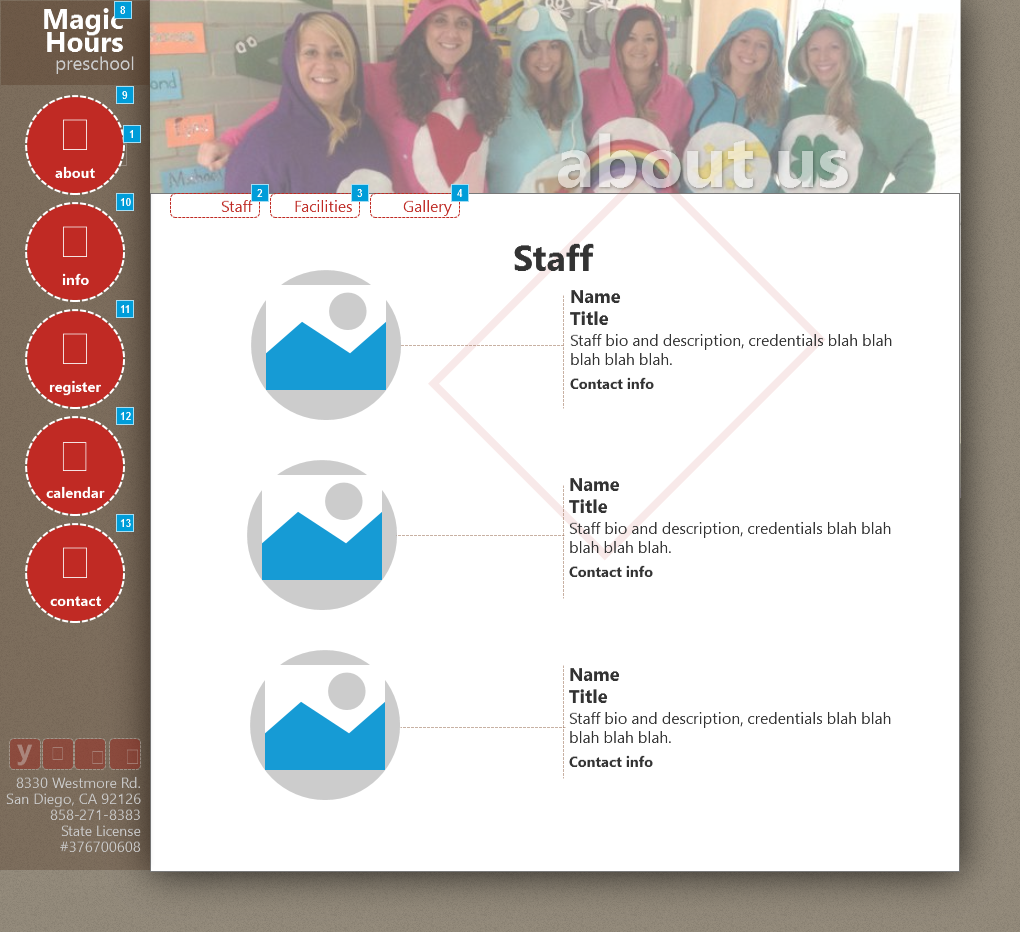 Magic
Hours
preschool
8
9
1
about
10
info
11
register
12
calendar
13
contact
y
8330 Westmore Rd.
San Diego, CA 92126
858-271-8383
State License
#376700608
and
about us
Staff 2
Facilities 3
Gallery 4
Staff
Name
Title
Staff bio and description, credentials blah blah
blah blah blah.
Contact info
Name
Title
Staff bio and description, credentials blah blah
blah blah blah.
Contact info
Name
Title
Staff bio and description, credentials blah blah
blah blah blah.
Contact info